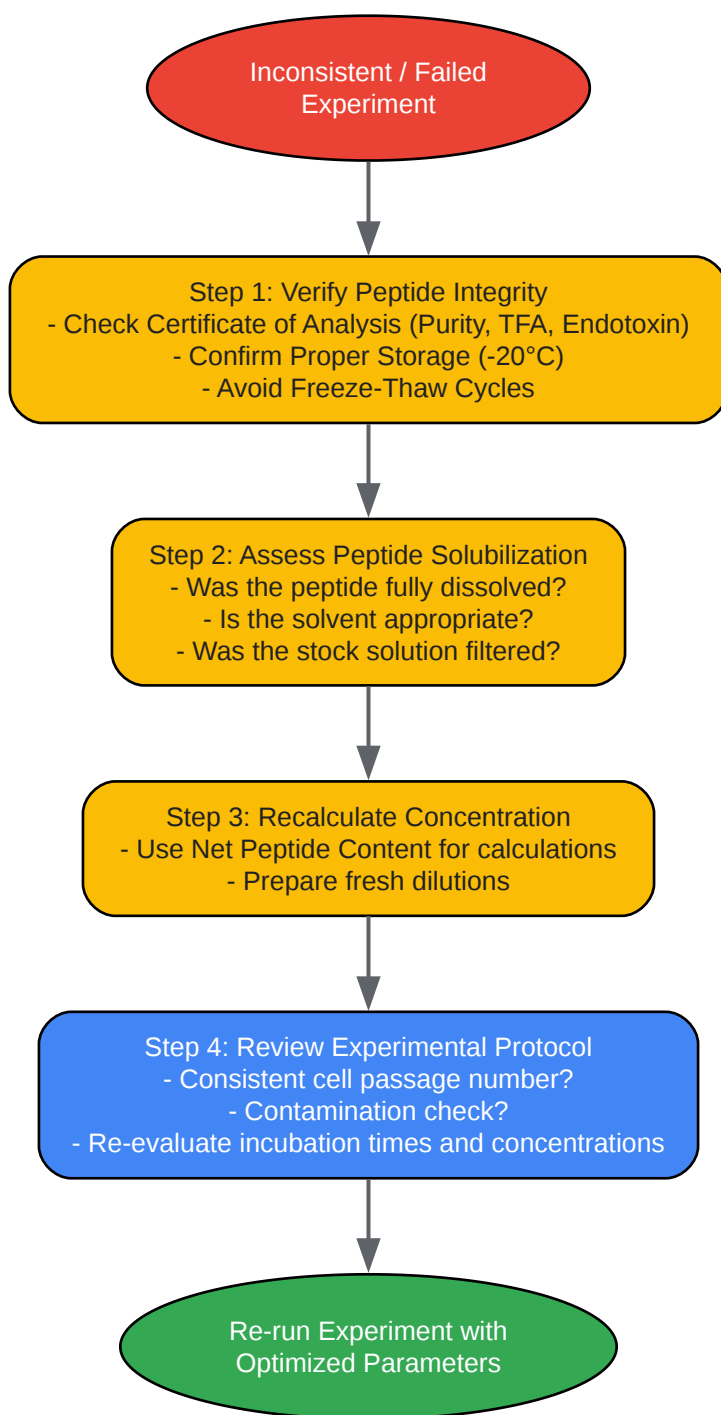 Inconsistent / Failed
Experiment
Step 1: Verify Peptide Integrity
- Check Certificate of Analysis (Purity, TFA, Endotoxin)
- Confirm Proper Storage (-20°C)
- Avoid Freeze-Thaw Cycles
Step 2: Assess Peptide Solubilization
- Was the peptide fully dissolved?
- Is the solvent appropriate?
- Was the stock solution filtered?
Step 3: Recalculate Concentration
- Use Net Peptide Content for calculations
- Prepare fresh dilutions
Step 4: Review Experimental Protocol
- Consistent cell passage number?
- Contamination check?
- Re-evaluate incubation times and concentrations
Re-run Experiment with
Optimized Parameters